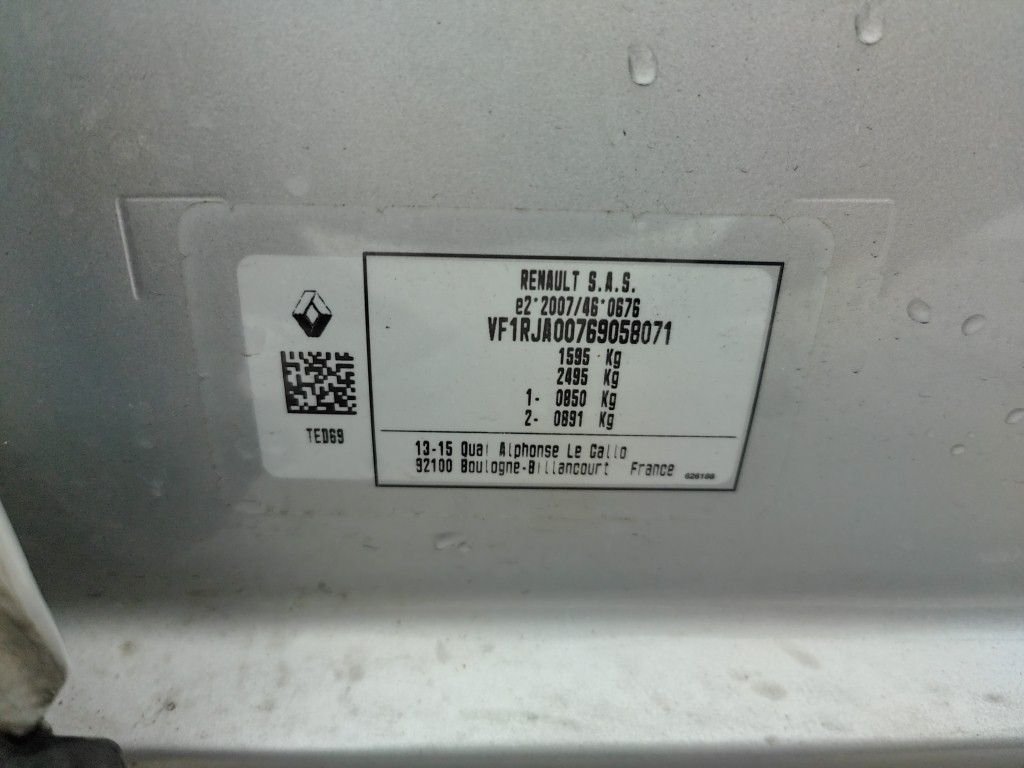 RENAULT S.A.S.
e2*2007/46*0676
VF1RJA00769058071
1595 Kg
2495 Kg
1- 0850 Kg
2- 0891 Kg
TED69
13-15 Quai Alphonse Le Gallo
92100 Boulogne-Billancourt France